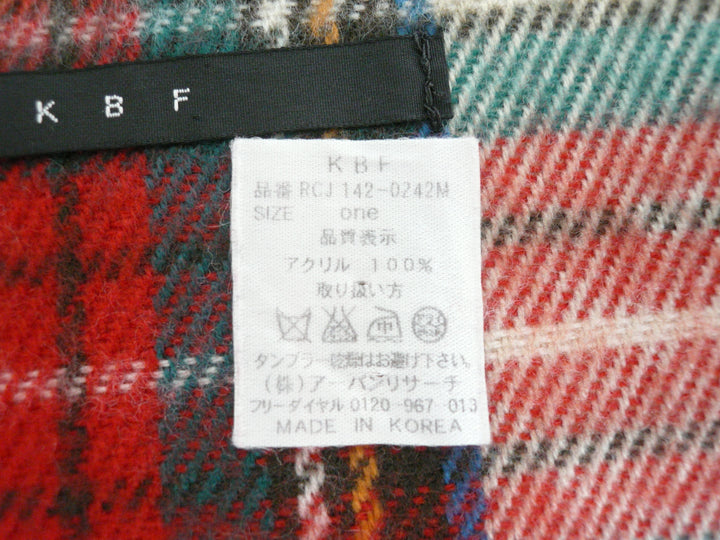 K B F
K B F
品番 RCJ 142-0242M
SIZE one
品質表示
アクリル 100%
取り扱い方
タンブラー乾燥はお避け下さい。
(株)アーバンリサーチ
フリーダイヤル 0120-967-013
MADE IN KOREA